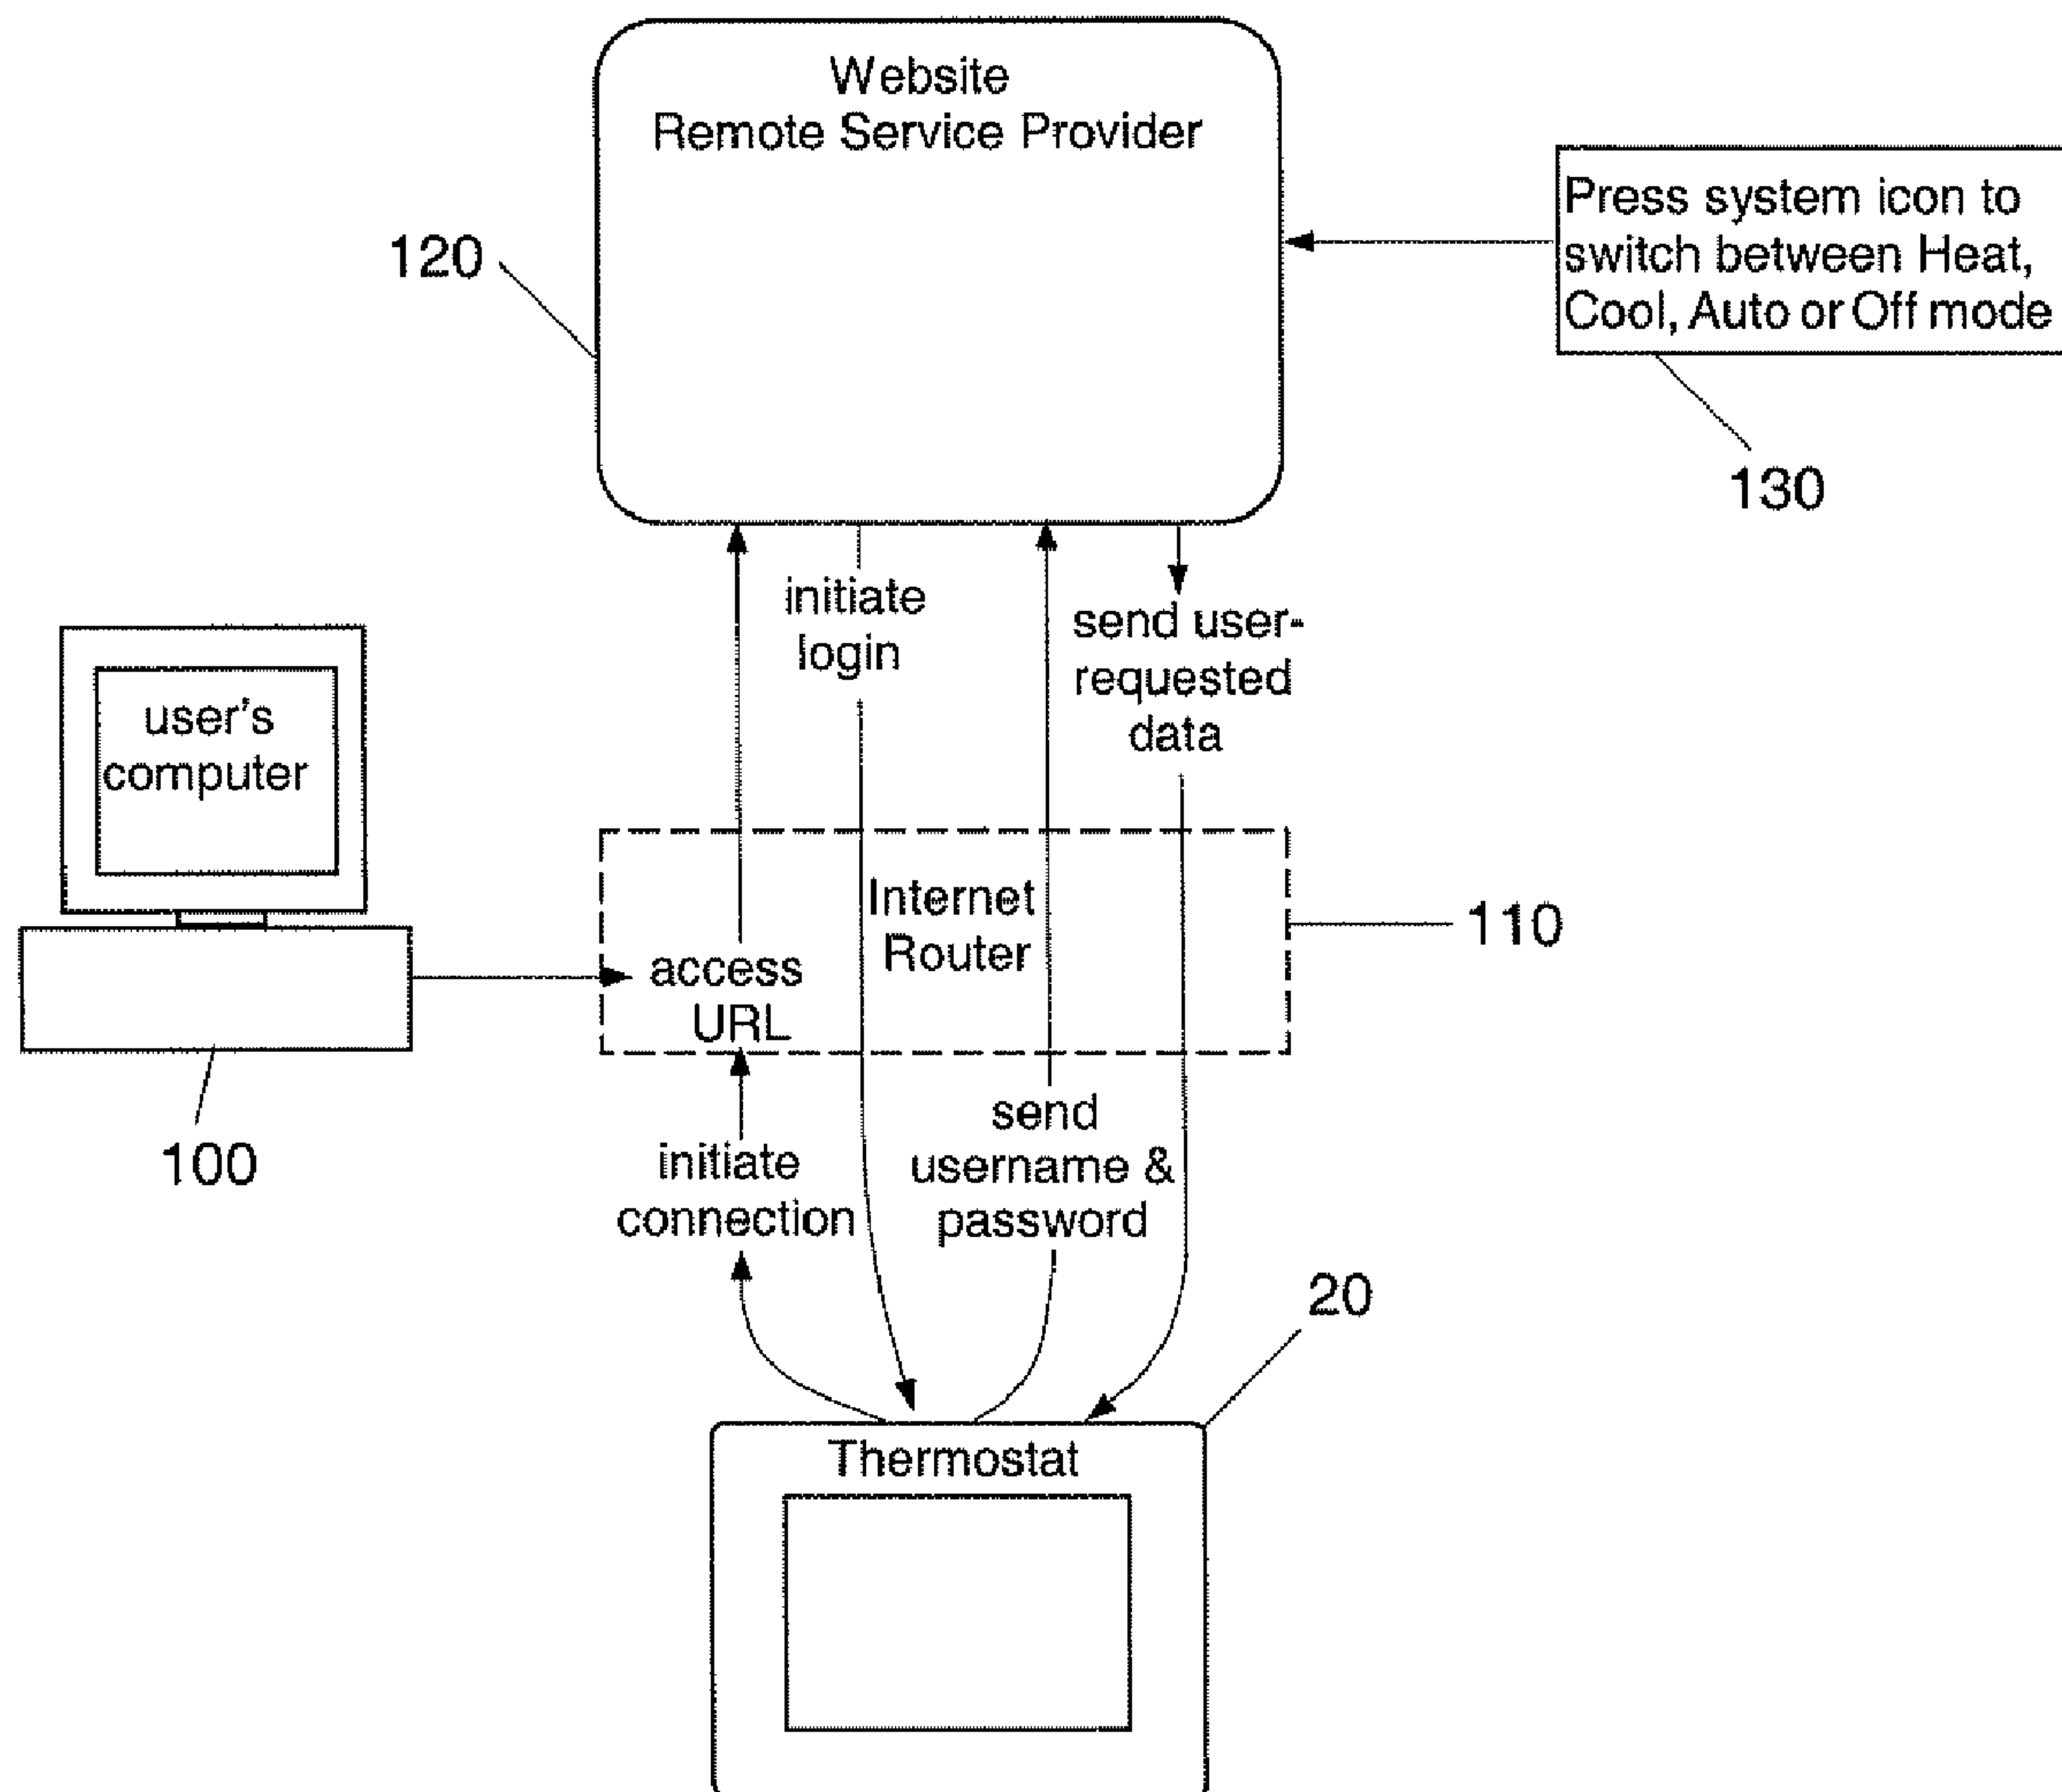 Website
Remote Service Provider
Press system icon to
switch between Heat,
Cool, Auto or Off mode
120
130
initiate
login
send user-
requested
data
user's
computer
Internet
Router
110
access
URL
100
initiate
connection
send
username &
password
20
Thermostat